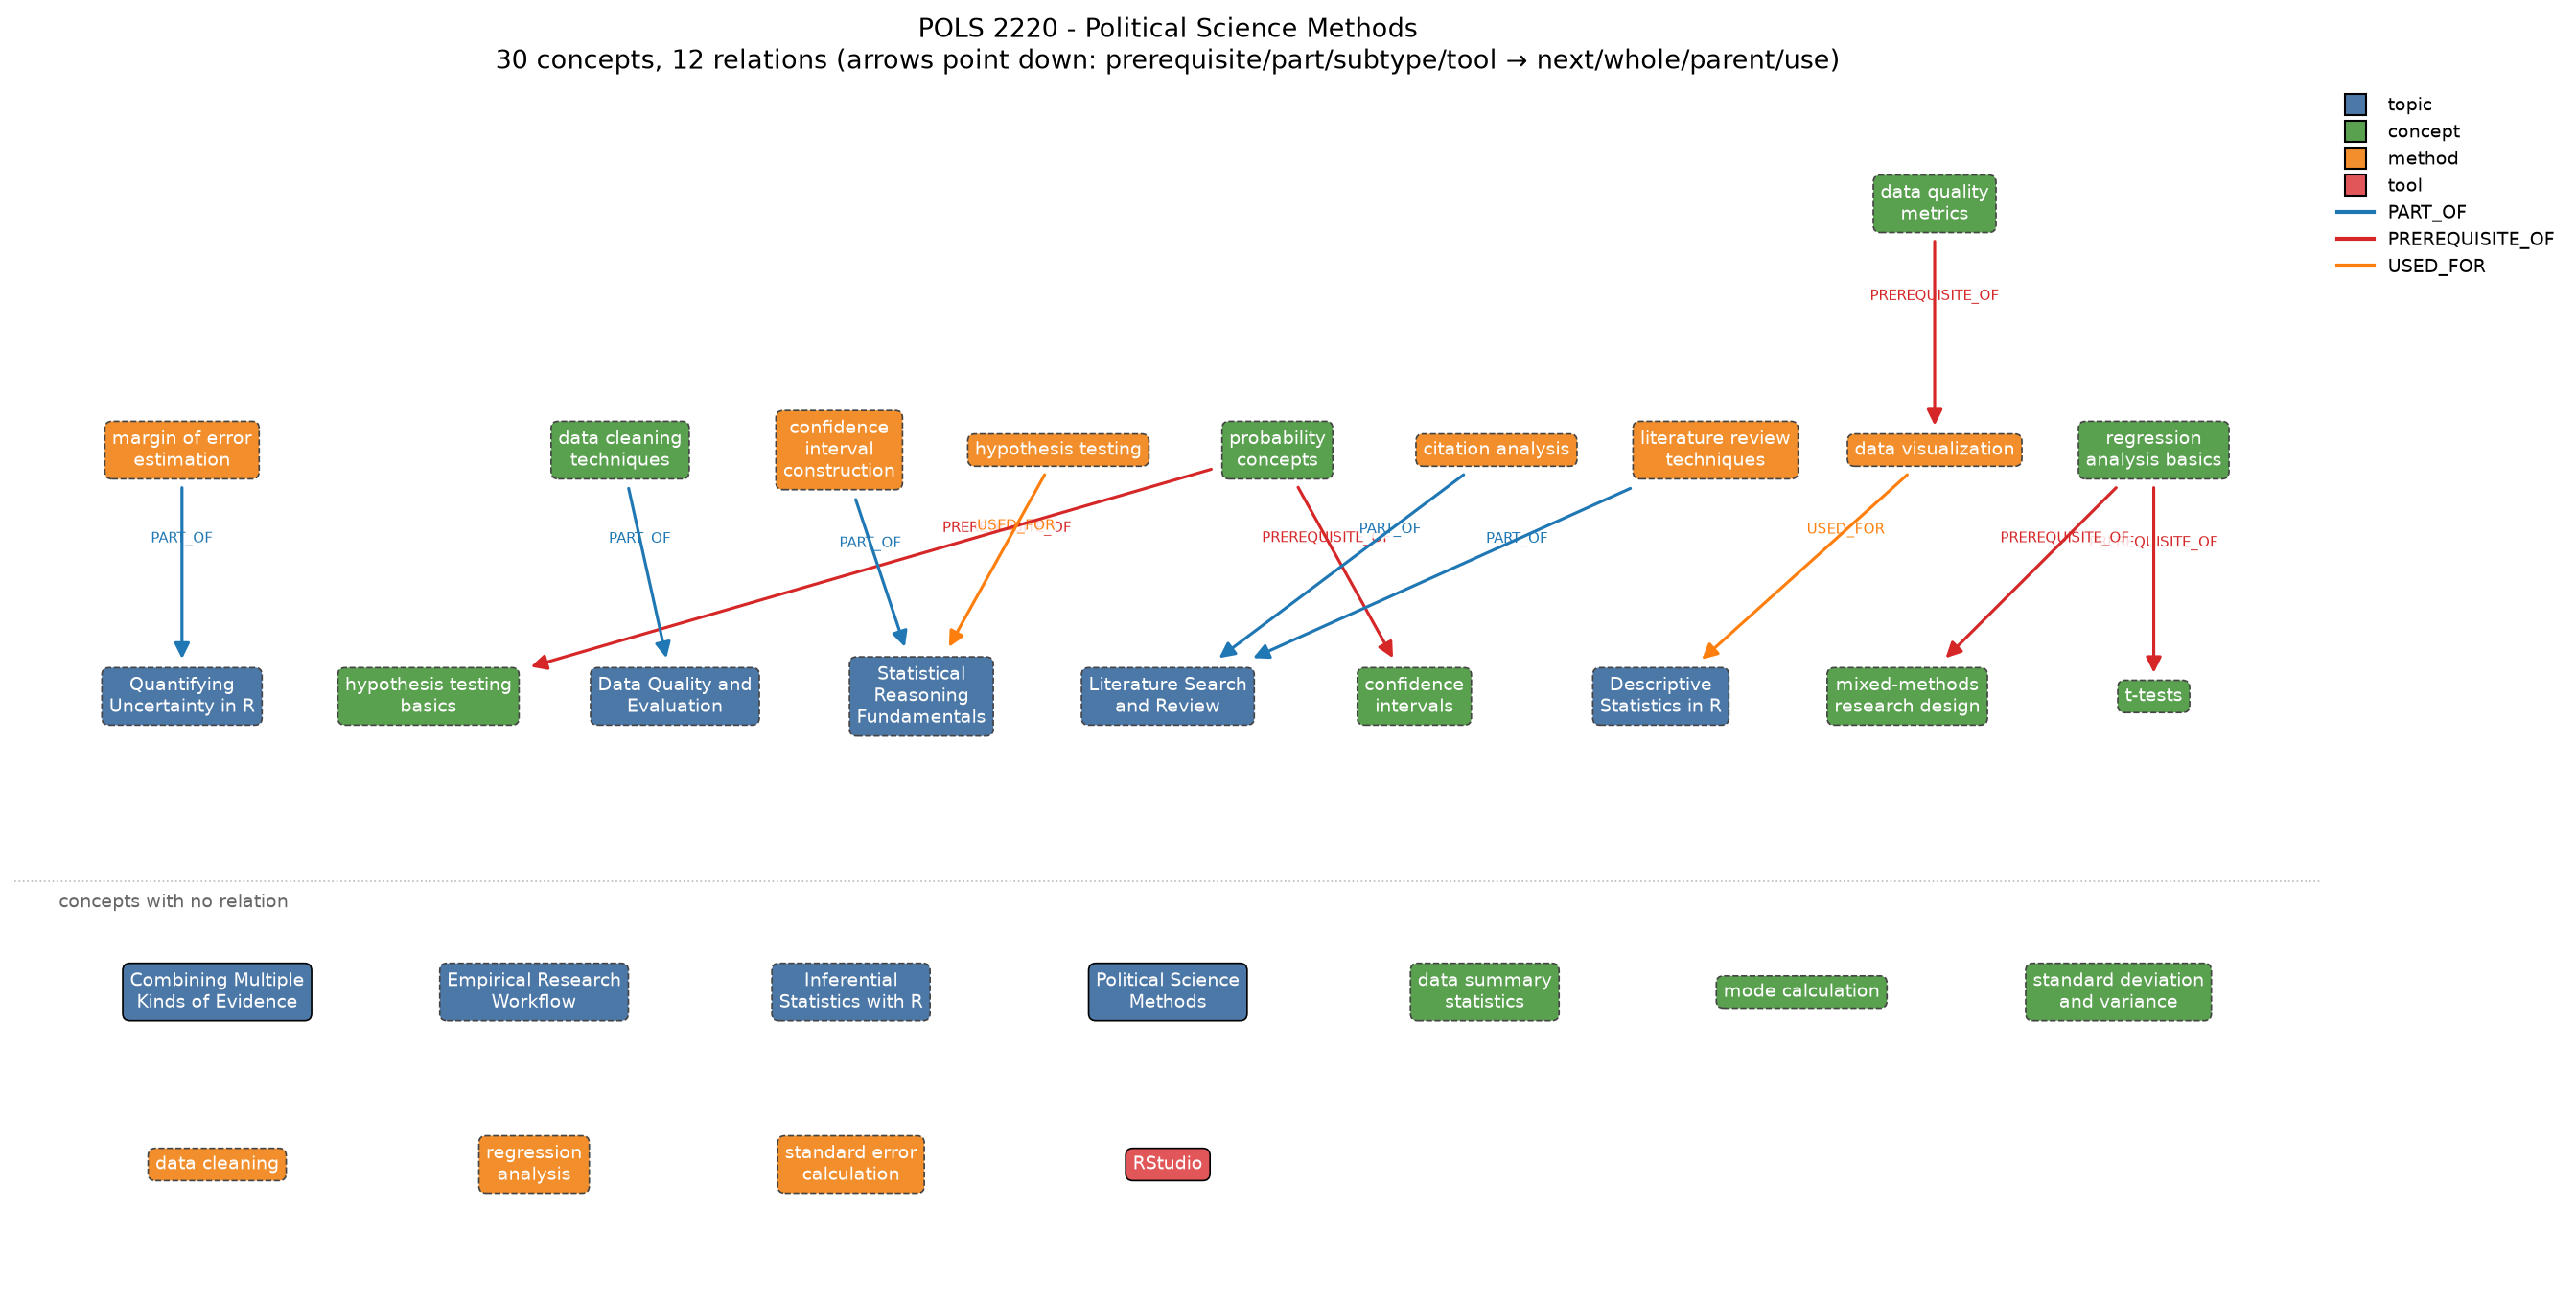 POLS 2220 - Political Science Methods
30 concepts, 12 relations (arrows point down: prerequisite/part/subtype/tool → next/whole/parent/use)
topic
concept
method
tool
PART_OF
PREREQUISITE_OF
USED_FOR
data quality
metrics
PREREQUISITE_OF
margin of error
estimation
data cleaning
techniques
confidence
interval
construction
hypothesis testing
probability
concepts
citation analysis
literature review
techniques
data visualization
regression
analysis basics
PART_OF
PART_OF
PART_OF
USED_FOR
PART_OF
PART_OF
USED_FOR
PREREQUISITE_OF
Quantifying
Uncertainty in R
hypothesis testing
basics
Data Quality and
Evaluation
Statistical
Reasoning
Fundamentals
Literature Search
and Review
confidence
intervals
Descriptive
Statistics in R
mixed-methods
research design
t-tests
concepts with no relation
Combining Multiple
Kinds of Evidence
Empirical Research
Workflow
Inferential
Statistics with R
Political Science
Methods
data summary
statistics
mode calculation
standard deviation
and variance
data cleaning
regression
analysis
standard error
calculation
RStudio